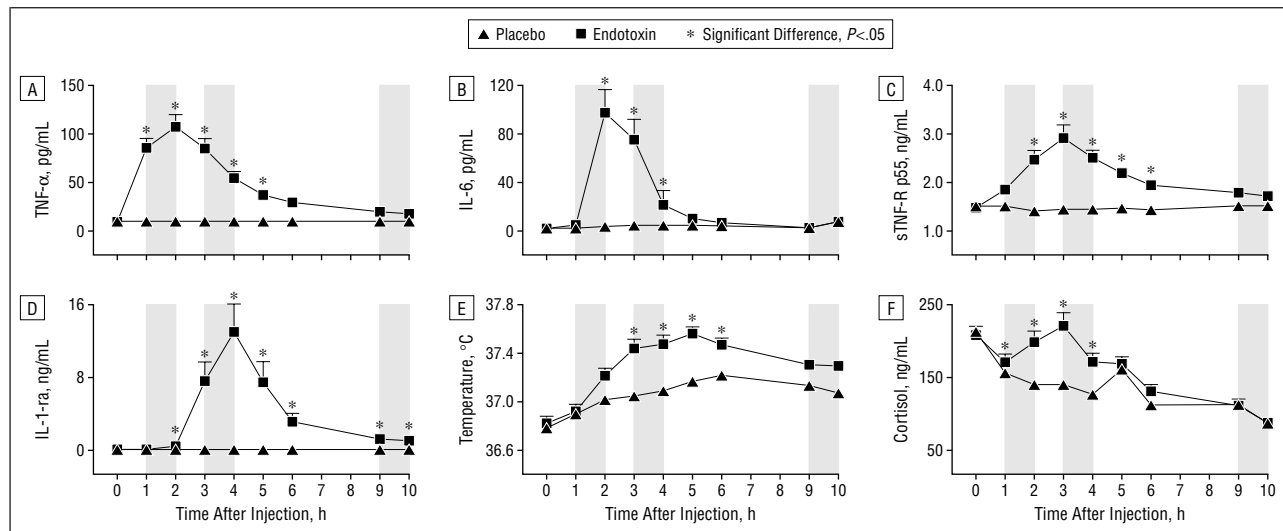 ▲ Placebo ■ Endotoxin * Significant Difference, P<.05
A
TNF-α, pg/mL
150
100
50
0
* * * * *
B
IL-6, pg/mL
120
80
40
0
* * *
C
sTNF-R p55, ng/mL
4.0
3.0
2.0
1.0
* * * * *
D
IL-1-ra, ng/mL
16
8
0
* * * * * * * *
0 1 2 3 4 5 6 7 8 9 10
Time After Injection, h
E
Temperature, °C
37.8
37.4
37.0
36.6
* * * *
0 1 2 3 4 5 6 7 8 9 10
Time After Injection, h
F
Cortisol, ng/mL
250
150
50
* * * *
0 1 2 3 4 5 6 7 8 9 10
Time After Injection, h